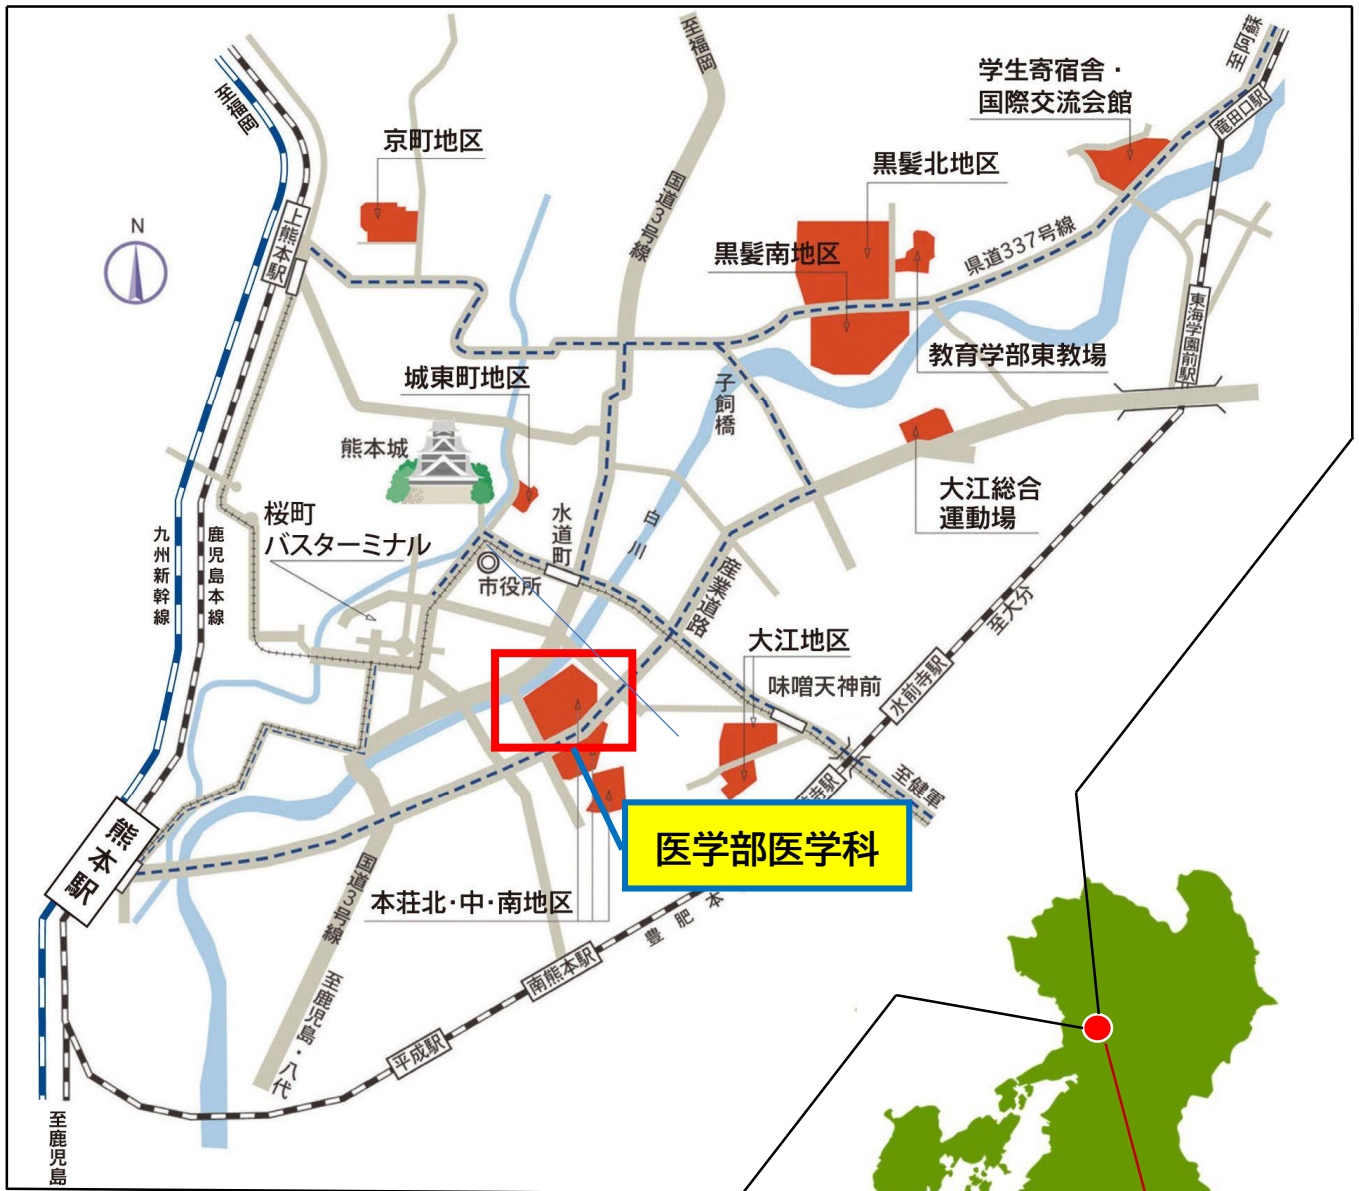 至福岡
至福岡
至阿蘇
学生寄宿舎・
国際交流会館
竜田口駅
京町地区
黒髪北地区
国道3号線
N
上熊本駅
黒髪南地区
県道337号線
東海学園前駅
教育学部東教場
城東町地区
子飼橋
熊本城
大江総合
運動場
桜町
バスターミナル
水道町
白川
九州新幹線
鹿児島本線
市役所
産業道路
至大分
大江地区
味噌天神前
水前寺駅
至健軍
熊本駅
医学部医学科
国道3号線
本荘北・中・南地区
豊肥本
南熊本駅
至鹿児島・八代
平成駅
至鹿児島